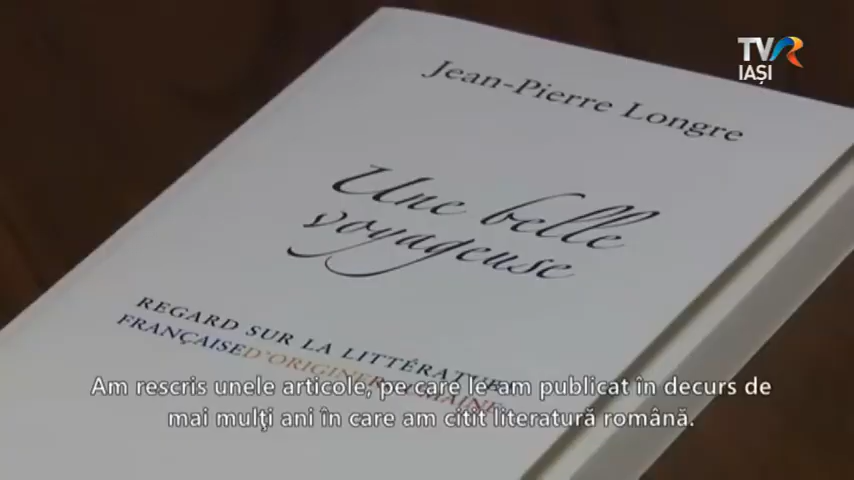 TVR
IAȘI
Jean-Pierre Longre
Une belle
voyageuse
REGARD SUR LA LITTÉRATURE
FRANÇAISE D'ORIGINE
Am rescris unele articole, pe care le-am publicat în decurs de
mai mulţi ani în care am citit literatură română.